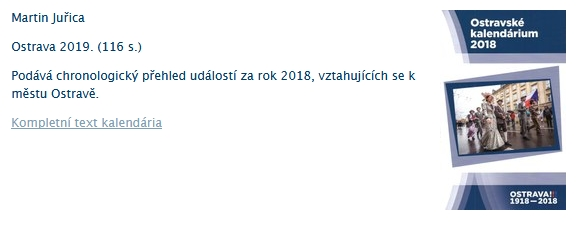 Martin Juřica
Ostrava 2019. (116 s.)
Podává chronologický přehled událostí za rok 2018, vztahujících se k
městu Ostravě.
Kompletní text kalendária
Ostravské
kalendárium
2018
OSTRAVA!!!
1918 — 2018